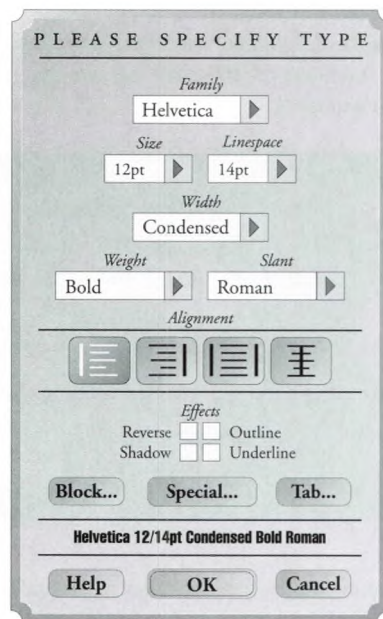 PLEASE SPECIFY TYPE
Family
Helvetica
Size Linespace
12pt 14pt
Width
Condensed
Weight Slant
Bold Roman
Alignment
Effects
Reverse Outline
Shadow Underline
Block... Special... Tab...
Helvetica 12/14pt Condensed Bold Roman
Help OK Cancel